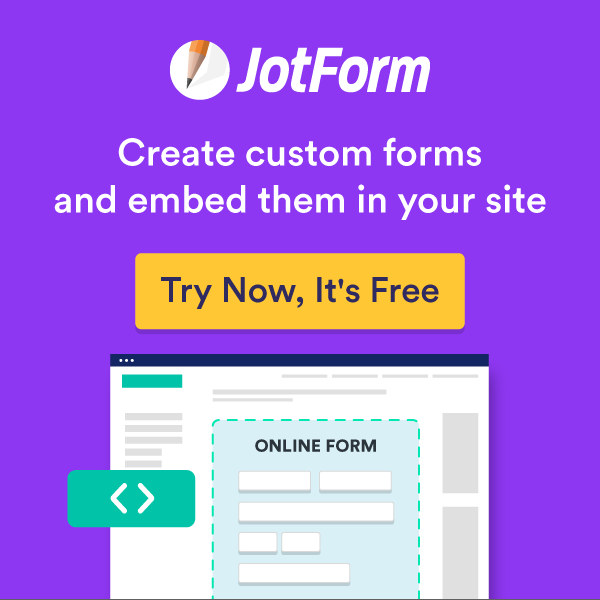 JotForm
Create custom forms
and embed them in your site
Try Now, It's Free
ONLINE FORM